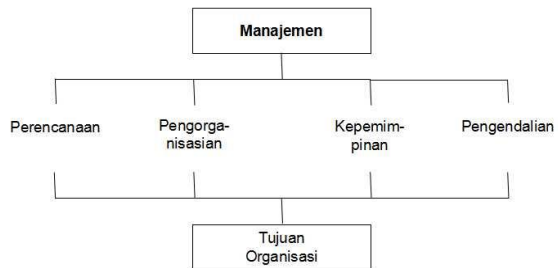 Manajemen
Perencanaan
Pengorga-
nisasian
Kepemim-
pinan
Pengendalian
Tujuan
Organisasi